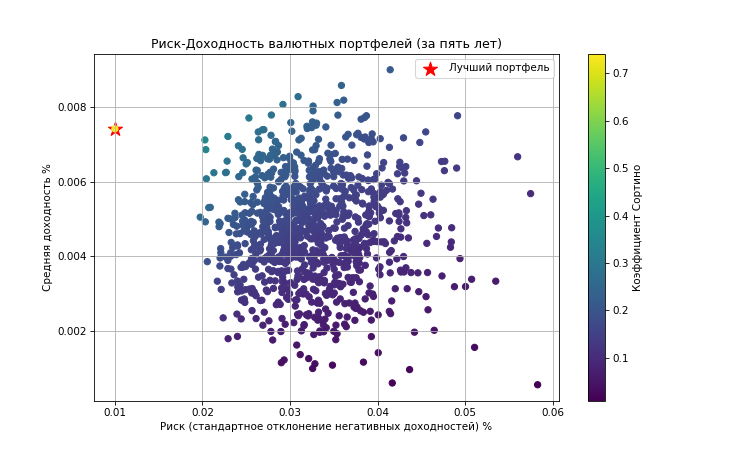 Риск-Доходность валютных портфелей (за пять лет)
Лучший портфель
Средняя доходность %
0.008
0.006
0.004
0.002
0.01 0.02 0.03 0.04 0.05 0.06
Риск (стандартное отклонение негативных доходностей) %
0.7
0.6
0.5
0.4
0.3
0.2
0.1
Коэффициент Сортино